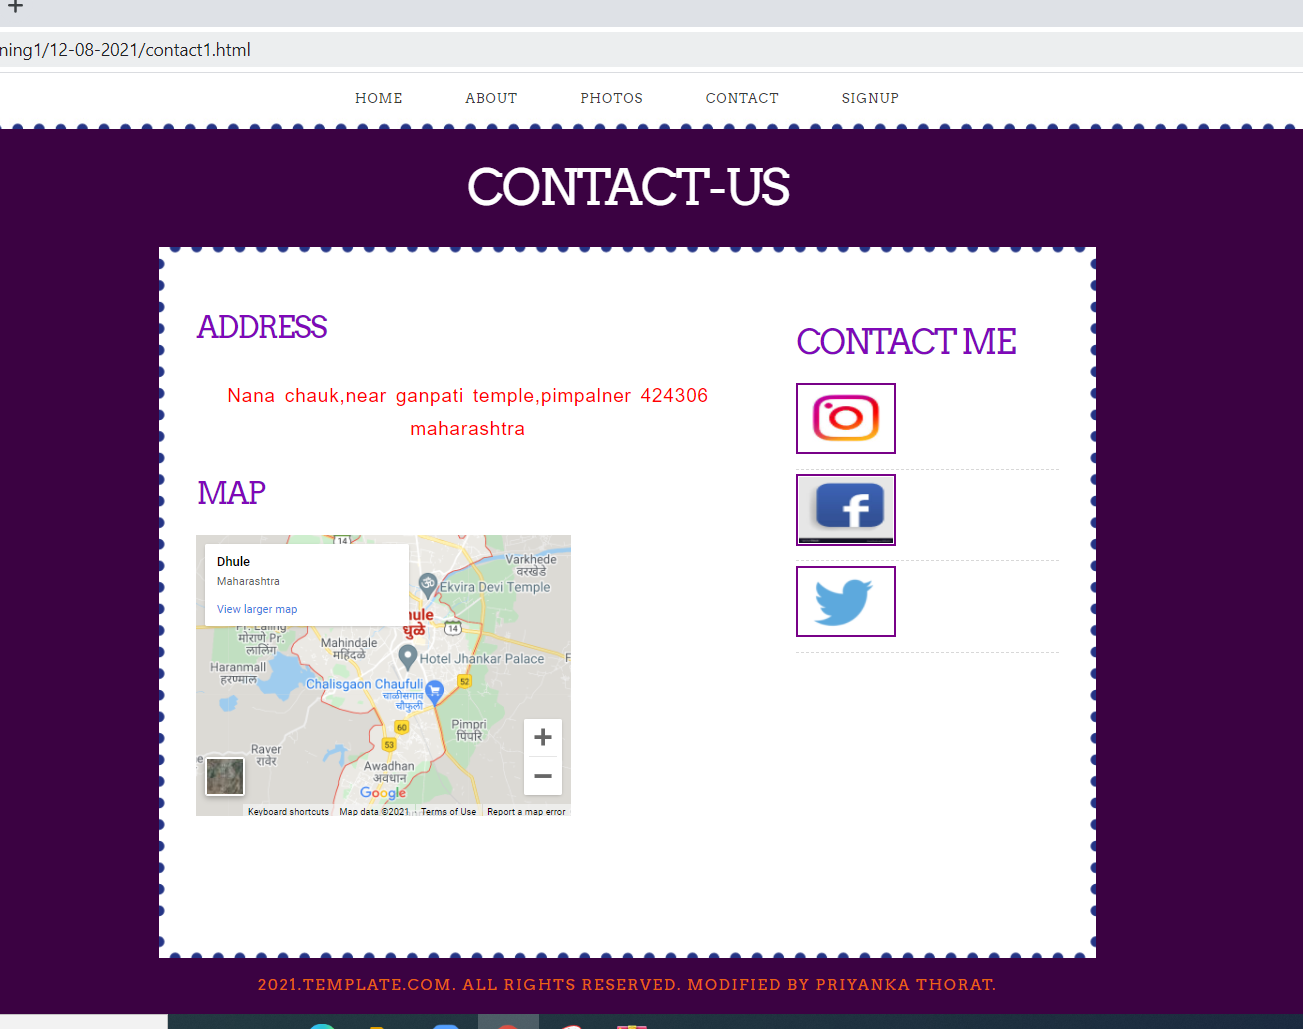 ning1/12-08-2021/contact1.html
HOME ABOUT PHOTOS CONTACT SIGNUP
CONTACT-US
ADDRESS
Nana chauk,near ganpati temple,pimpalner 424306
maharashtra
MAP
14
Dhule
Maharashtra
View larger map
Varkhede
वरखेडे
Ekvira Devi Temple
hule
धुळे
14
मोराणे Pr.
लालिंग
Mahindale
महिंदळे
Hotel Jhankar Palace
F
Haranmall
हरणमाल
Chalisgaon Chaufuli
चाळीसगाव
चौफुली
52
60
53
Pimpri
पिंपरि
Raver
रावेर
e
Awadhan
अवधान
Google
Keyboard shortcuts Map data ©2021 Terms of Use Report a map error
CONTACT ME
f
2021.TEMPLATE.COM. ALL RIGHTS RESERVED. MODIFIED BY PRIYANKA THORAT.